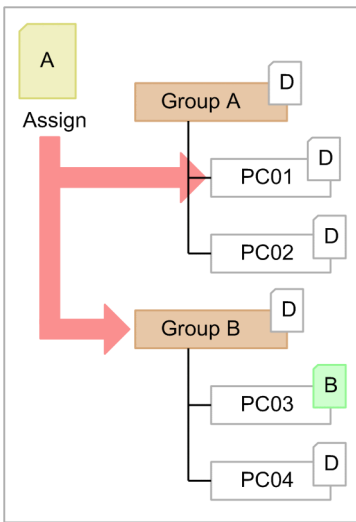 A
Assign
D
Group A
D
PC01
D
PC02
D
Group B
B
PC03
D
PC04